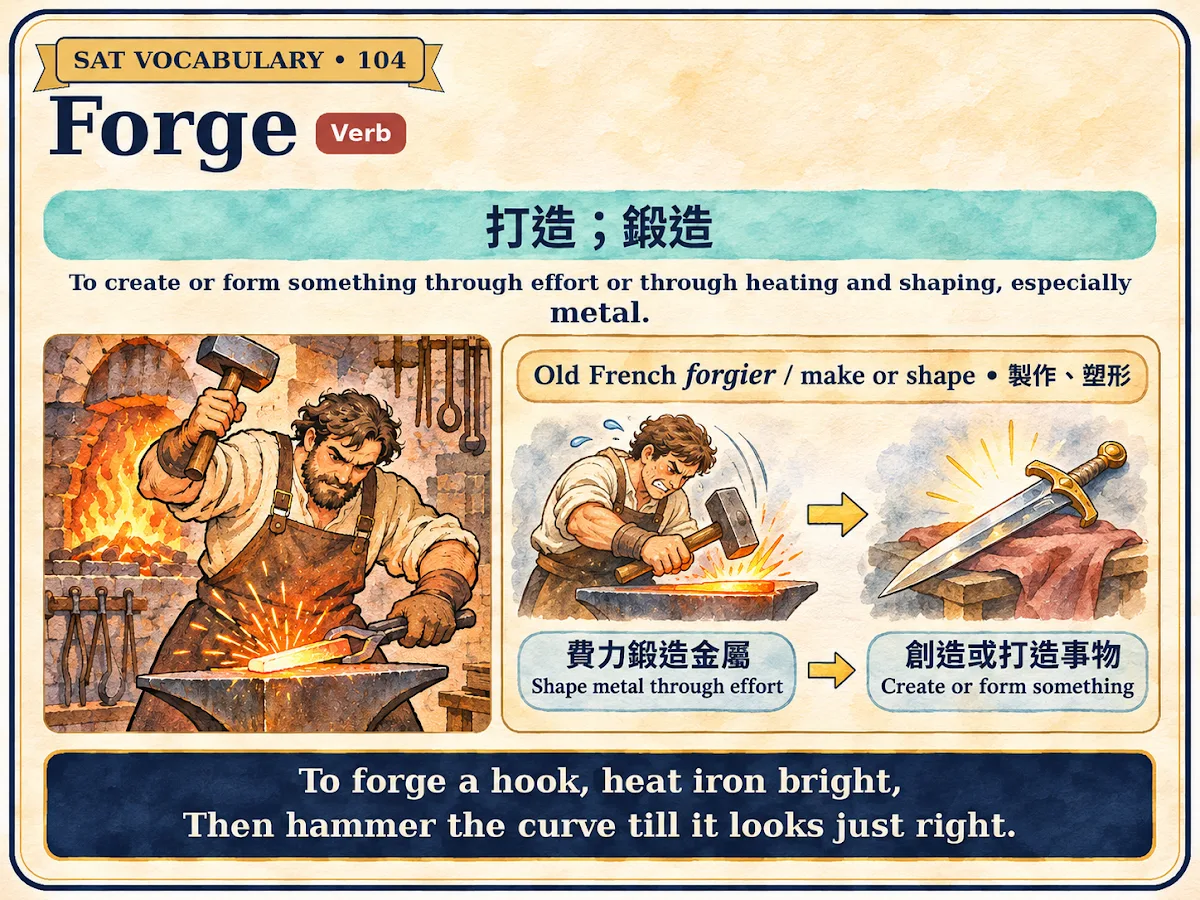 SAT VOCABULARY • 104
Forge
Verb
打造；鍛造
To create or form something through effort or through heating and shaping, especially
metal.
Old French forgier / make or shape • 製作、塑形
費力鍛造金屬
Shape metal through effort
創造或打造事物
Create or form something
To forge a hook, heat iron bright,
Then hammer the curve till it looks just right.